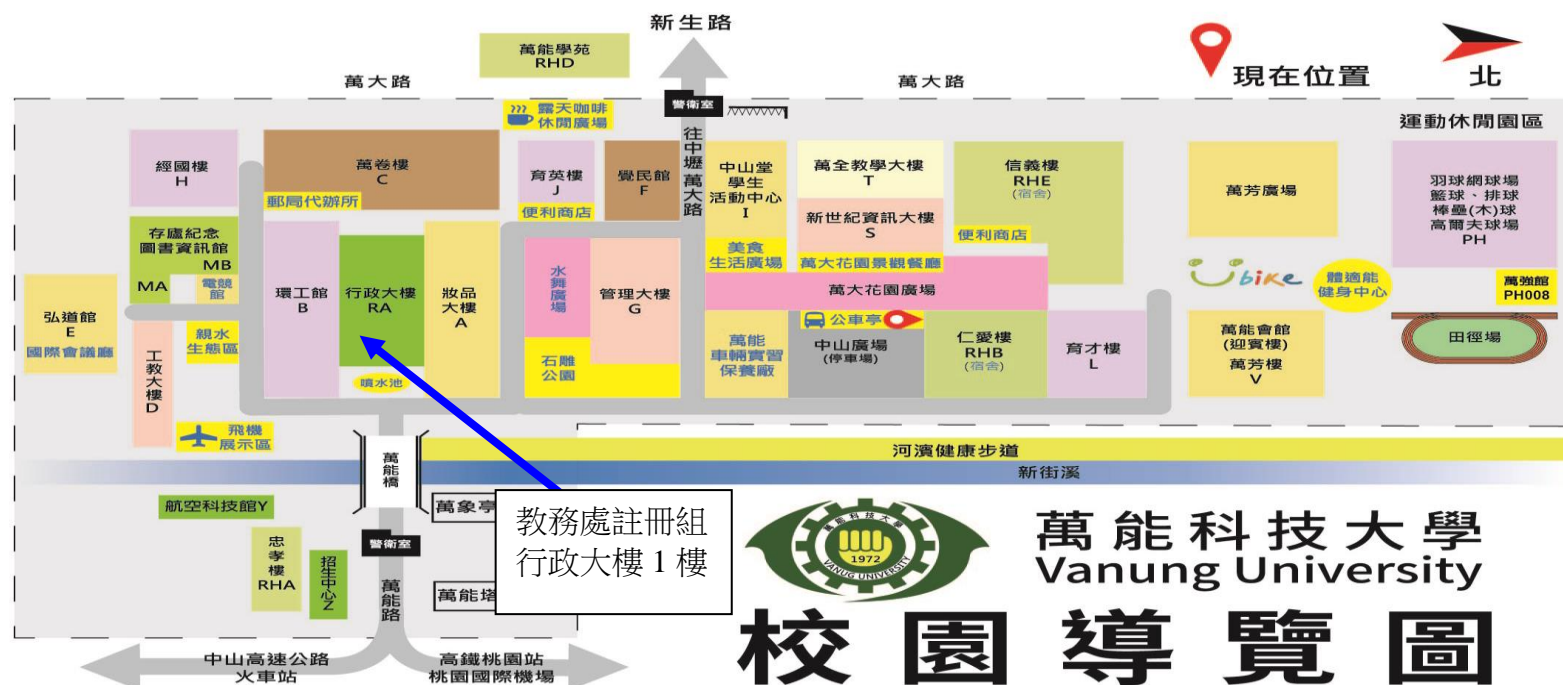 新生路
萬能學苑
RHD
萬大路
萬大路
現在位置
北
警衛室
露天咖啡
休閒廣場
往中壢 萬大路
運動休閒園區
經國樓
H
萬卷樓
C
郵局代辦所
育英樓
J
便利商店
覺民館
F
中山堂
學生
活動中心
I
美食
生活廣場
萬全教學大樓
T
新世紀資訊大樓
S
萬大花園景觀餐廳
信義樓
RHE
(宿舍)
便利商店
萬芳廣場
羽球網球場
籃球、排球
棒壘(木)球
高爾夫球場
PH
存廬紀念
圖書資訊館
MB
MA
電競
館
弘道館
E
國際會議廳
工教大樓D
親水
生態區
環工館
B
行政大樓
RA
噴水池
妝品
大樓
A
水舞廣場
石雕
公園
管理大樓
G
萬大花園廣場
萬能
車輛實習
保養廠
公車亭
中山廣場
(停車場)
仁愛樓
RHB
(宿舍)
育才樓
L
Ubike
體適能
健身中心
萬強館
PH008
萬能會館
(迎賓樓)
萬芳樓
V
田徑場
飛機
展示區
萬能橋
河濱健康步道
新街溪
航空科技館Y
忠孝樓
RHA
招生中心Z
警衛室
萬能路
萬象亭
萬能塔
教務處註冊組
行政大樓 1 樓
萬能科技大學
1972
VANUNG UNIVERSITY
萬能科技大學
Vanung University
校園導覽圖
中山高速公路
火車站
高鐵桃園站
桃園國際機場